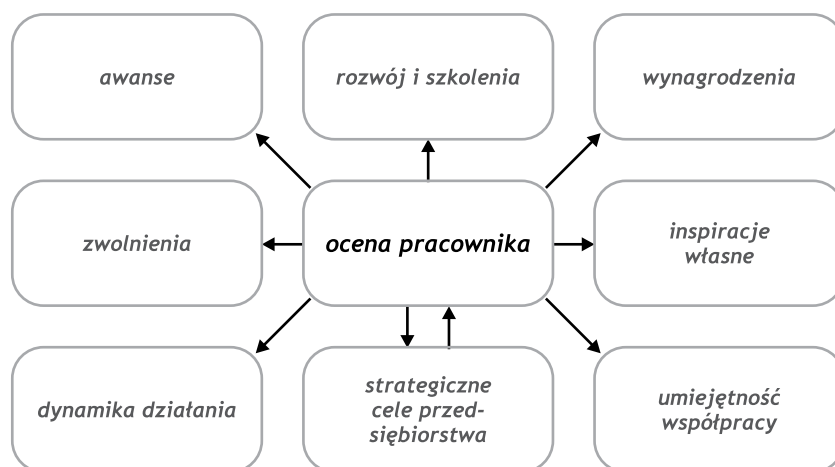 awanse
rozwój i szkolenia
wynagrodzenia
zwolnienia
ocena pracownika
inspiracje
własne
dynamika działania
strategiczne
cele przed-
siębiorstwa
umiejętność
współpracy